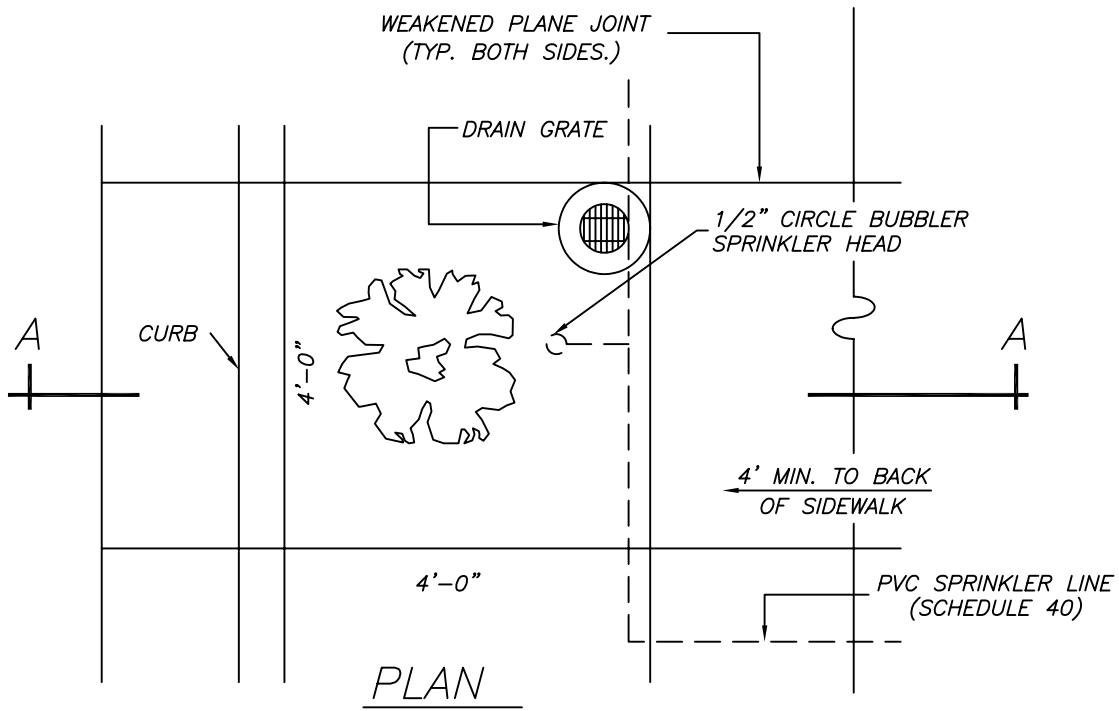 WEAKENED PLANE JOINT
(TYP. BOTH SIDES.)
DRAIN GRATE
1/2" CIRCLE BUBBLER
SPRINKLER HEAD
A
CURB
4'-0"
A
4' MIN. TO BACK
OF SIDEWALK
4'-0"
PVC SPRINKLER LINE
(SCHEDULE 40)
PLAN